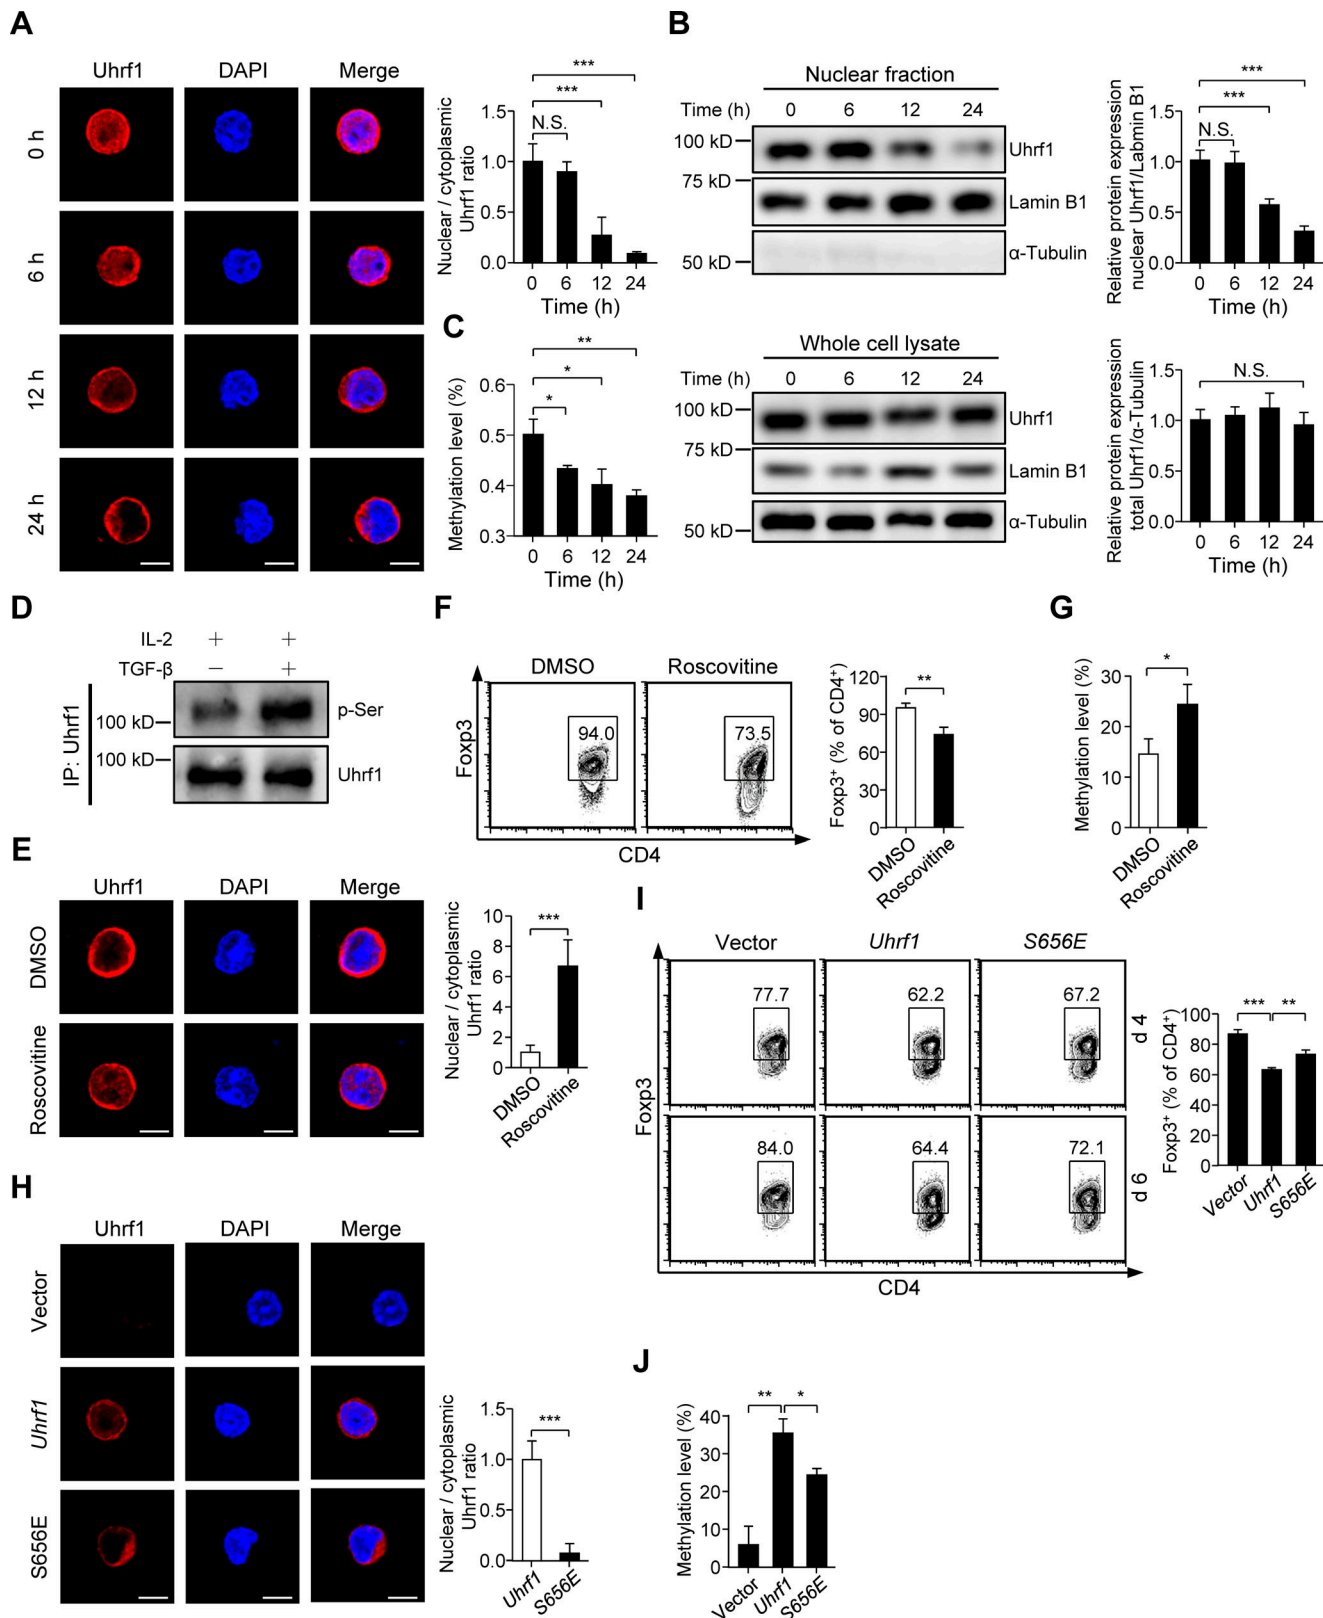 A
Uhrf1 DAPI Merge
0 h
6 h
12 h
24 h
Nuclear / cytoplasmic
Uhrf1 ratio
1.5
1.0
0.5
0.0
***
***
N.S.
0 6 12 24
Time (h)
B
Nuclear fraction
Time (h) 0 6 12 24
100 kD
75 kD
50 kD
Uhrf1
Lamin B1
α-Tubulin
Relative protein expression
nuclear Uhrf1/Labmin B1
1.5
1.0
0.5
0.0
***
***
N.S.
0 6 12 24
Time (h)
C
Methylation level (%)
0.6
0.5
0.4
0.3
**
*
*
0 6 12 24
Time (h)
Whole cell lysate
Time (h) 0 6 12 24
100 kD
75 kD
50 kD
Uhrf1
Lamin B1
α-Tubulin
Relative protein expression
total Uhrf1/α-Tubulin
1.5
1.0
0.5
0.0
N.S.
0 6 12 24
Time (h)
D
IL-2 + +
TGF-β − +
IP: Uhrf1
100 kD
100 kD
p-Ser
Uhrf1
E
Uhrf1 DAPI Merge
DMSO
Roscovitine
Nuclear / cytoplasmic
Uhrf1 ratio
10
8
6
4
2
0
***
DMSO
Roscovitine
F
DMSO Roscovitine
94.0 73.5
Foxp3
CD4
Foxp3⁺ (% of CD4⁺)
120
90
60
30
0
**
DMSO
Roscovitine
G
Methylation level (%)
30
20
10
0
*
DMSO
Roscovitine
H
Uhrf1 DAPI Merge
Vector
Uhrf1
S656E
Nuclear / cytoplasmic
Uhrf1 ratio
1.5
1.0
0.5
0.0
***
Uhrf1
S656E
I
Vector Uhrf1 S656E
77.7 62.2 67.2
d 4
84.0 64.4 72.1
d 6
Foxp3
CD4
Foxp3⁺ (% of CD4⁺)
100
80
60
40
20
0
*** **
Vector
Uhrf1
S656E
J
Methylation level (%)
40
30
20
10
0
** *
Vector
Uhrf1
S656E